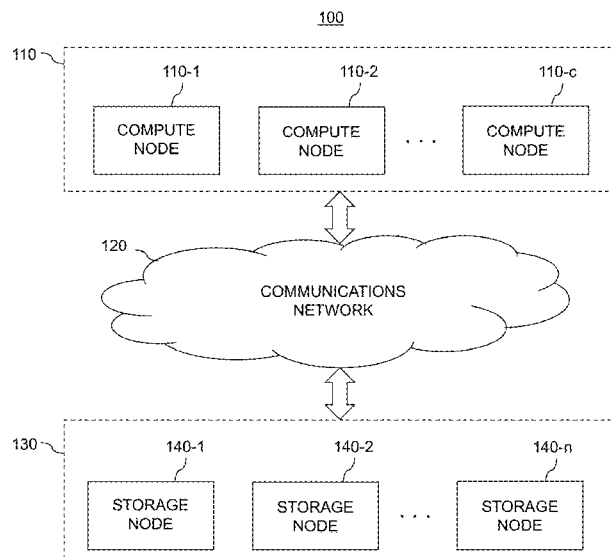 100
110
110-1 110-2 110-c
COMPUTE COMPUTE COMPUTE
NODE NODE . . . NODE
120
COMMUNICATIONS
NETWORK
130
140-1 140-2 140-n
STORAGE STORAGE STORAGE
NODE NODE . . . NODE